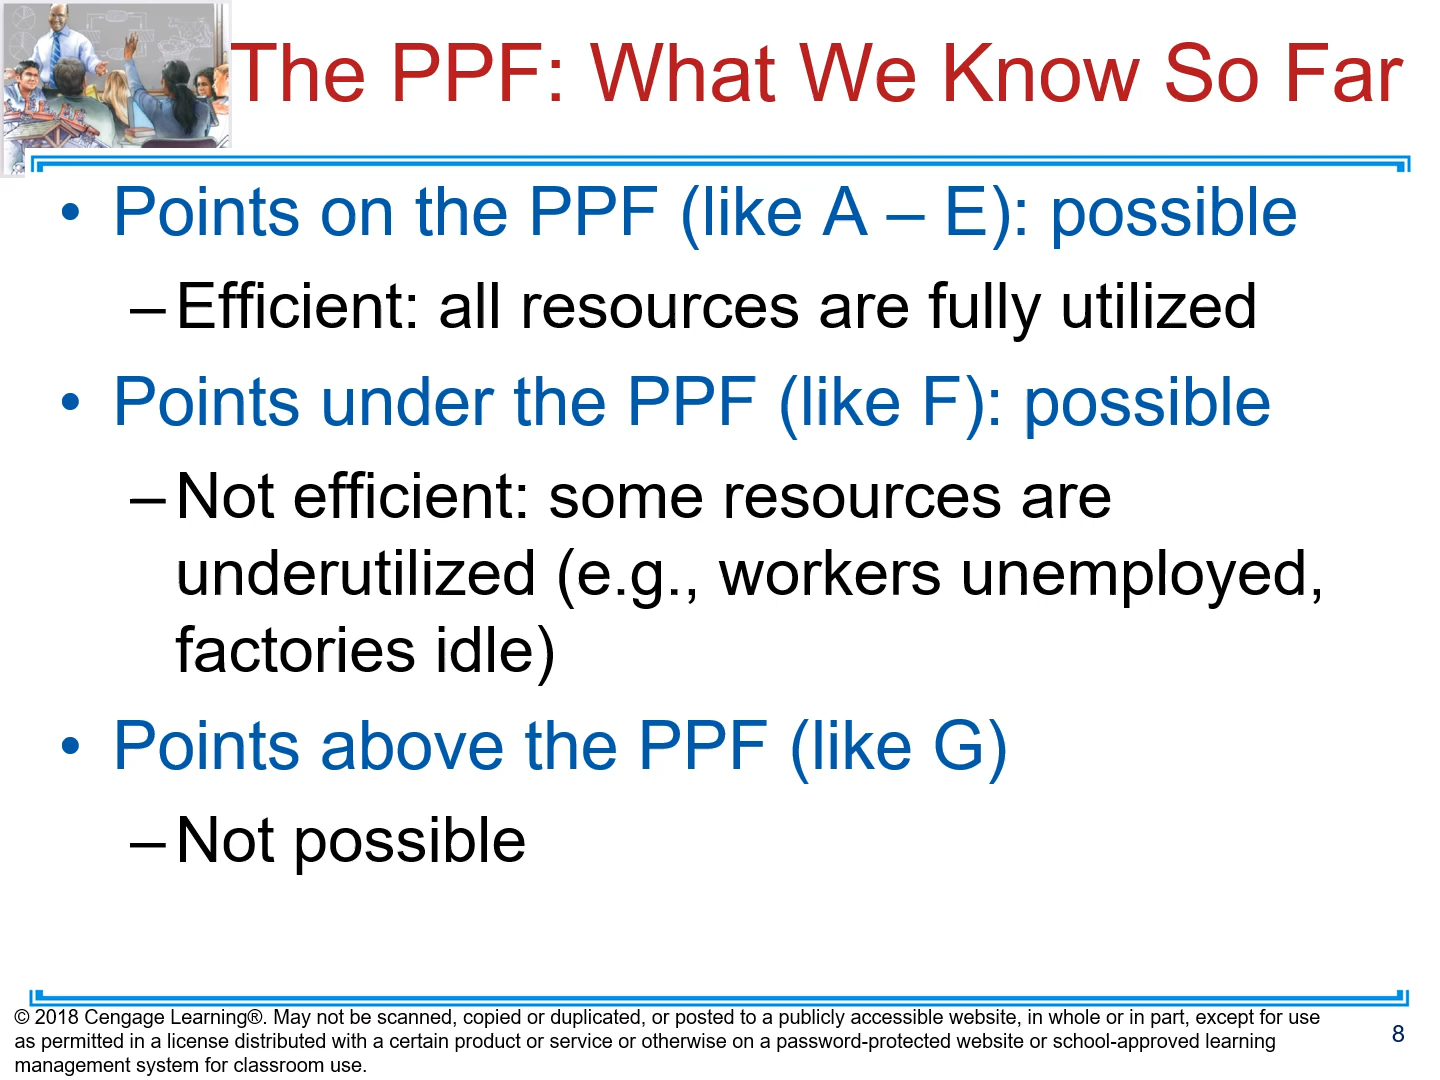 The PPF: What We Know So Far
• Points on the PPF (like A – E): possible
– Efficient: all resources are fully utilized
• Points under the PPF (like F): possible
– Not efficient: some resources are
underutilized (e.g., workers unemployed,
factories idle)
• Points above the PPF (like G)
– Not possible
© 2018 Cengage Learning®. May not be scanned, copied or duplicated, or posted to a publicly accessible website, in whole or in part, except for use
as permitted in a license distributed with a certain product or service or otherwise on a password-protected website or school-approved learning
management system for classroom use.
8